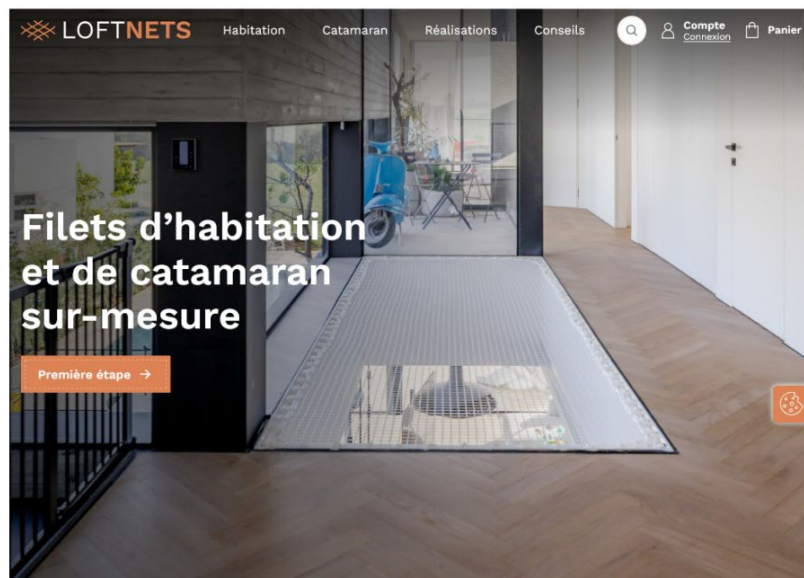 LOFTNETS
Habitation
Catamaran
Réalisations
Conseils
Compte
Connexion
Panier
Filets d’habitation
et de catamaran
sur-mesure
Première étape →